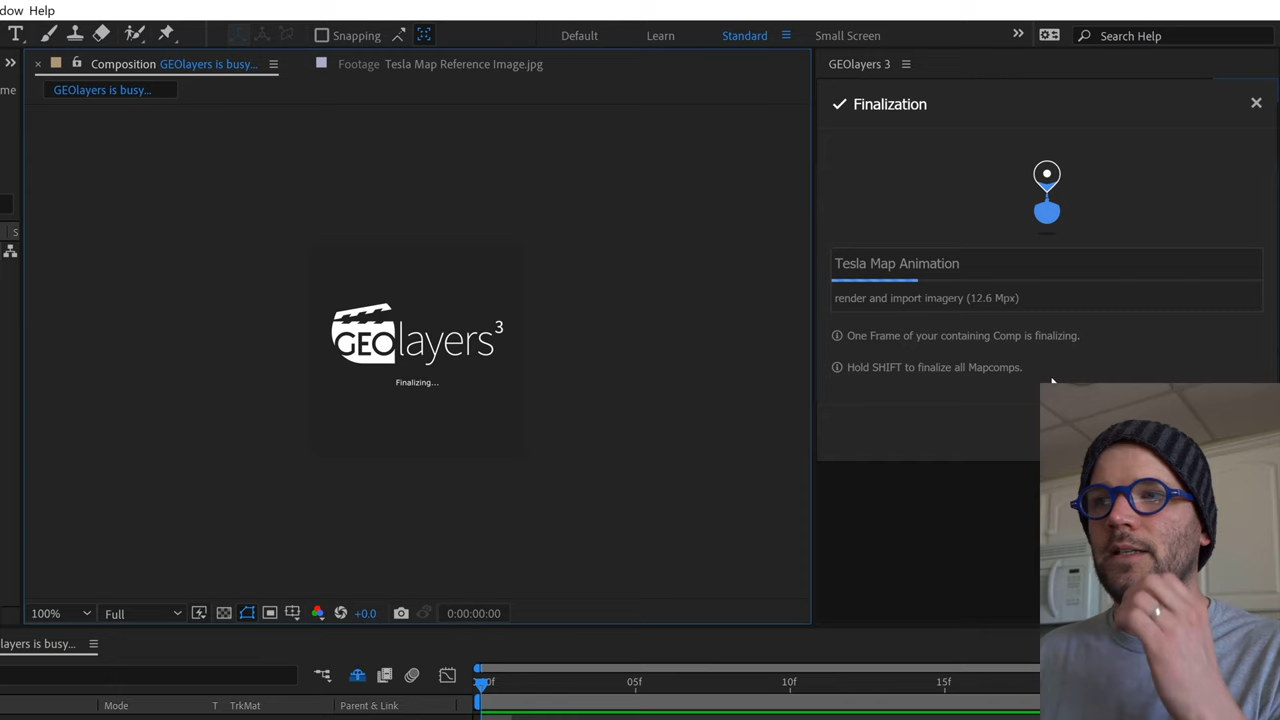 dow Help
T
Snapping
Default
Learn
Standard
Small Screen
Search Help
Composition GEOlayers is busy...
Footage Tesla Map Reference Image.jpg
GEOlayers 3
GEOlayers is busy...
me
Finalization
S
Tesla Map Animation
render and import imagery (12.6 Mpx)
One Frame of your containing Comp is finalizing.
Hold SHIFT to finalize all Mapcomps.
GEOlayers3
Finalizing...
100%
Full
+0.0
0:00:00:00
layers is busy...
05f
10f
15f
Mode
T TrkMat
Parent & Link